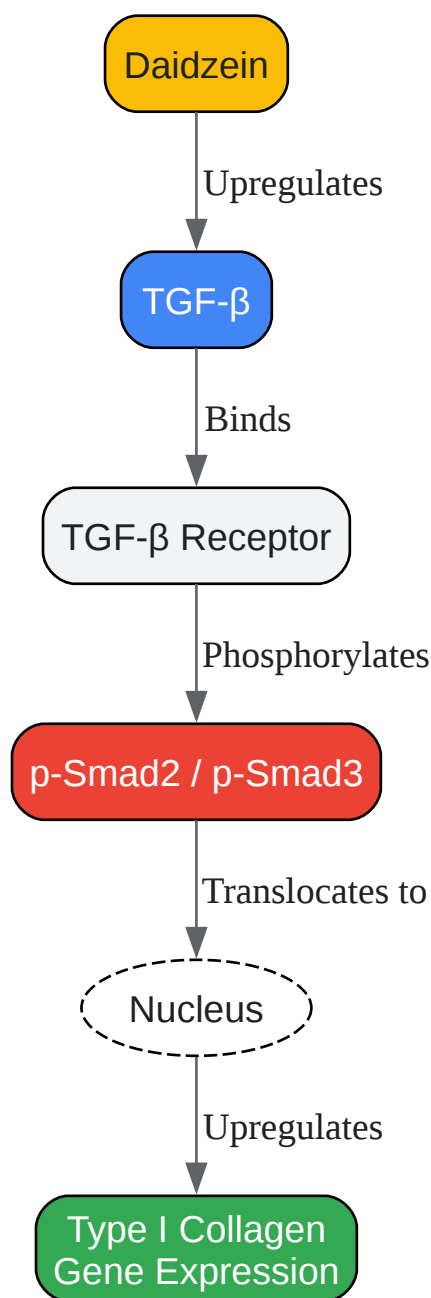 Daidzein
Upregulates
TGF-β
Binds
TGF-β Receptor
Phosphorylates
p-Smad2 / p-Smad3
Translocates to
Nucleus
Upregulates
Type I Collagen
Gene Expression